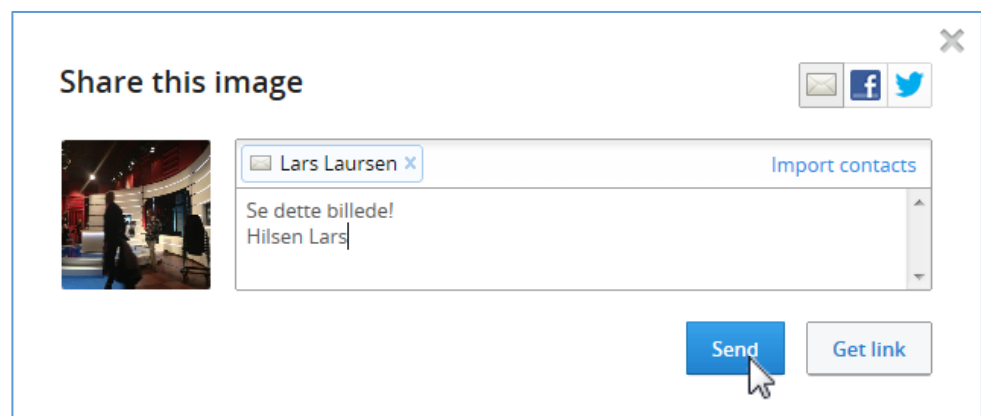 Share this image
Lars Laursen x
Import contacts
Se dette billede!
Hilsen Lars
Send
Get link